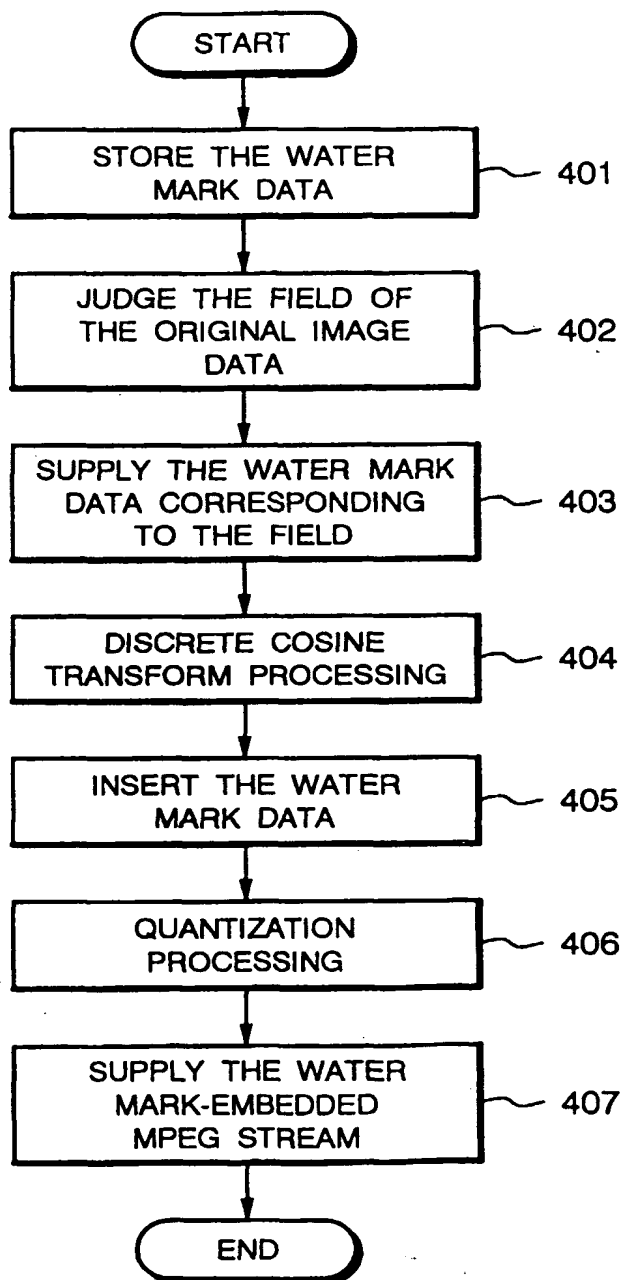 START
STORE THE WATER
MARK DATA
401
JUDGE THE FIELD OF
THE ORIGINAL IMAGE
DATA
402
SUPPLY THE WATER MARK
DATA CORRESPONDING
TO THE FIELD
403
DISCRETE COSINE
TRANSFORM PROCESSING
404
INSERT THE WATER
MARK DATA
405
QUANTIZATION
PROCESSING
406
SUPPLY THE WATER
MARK-EMBEDDED
MPEG STREAM
407
END